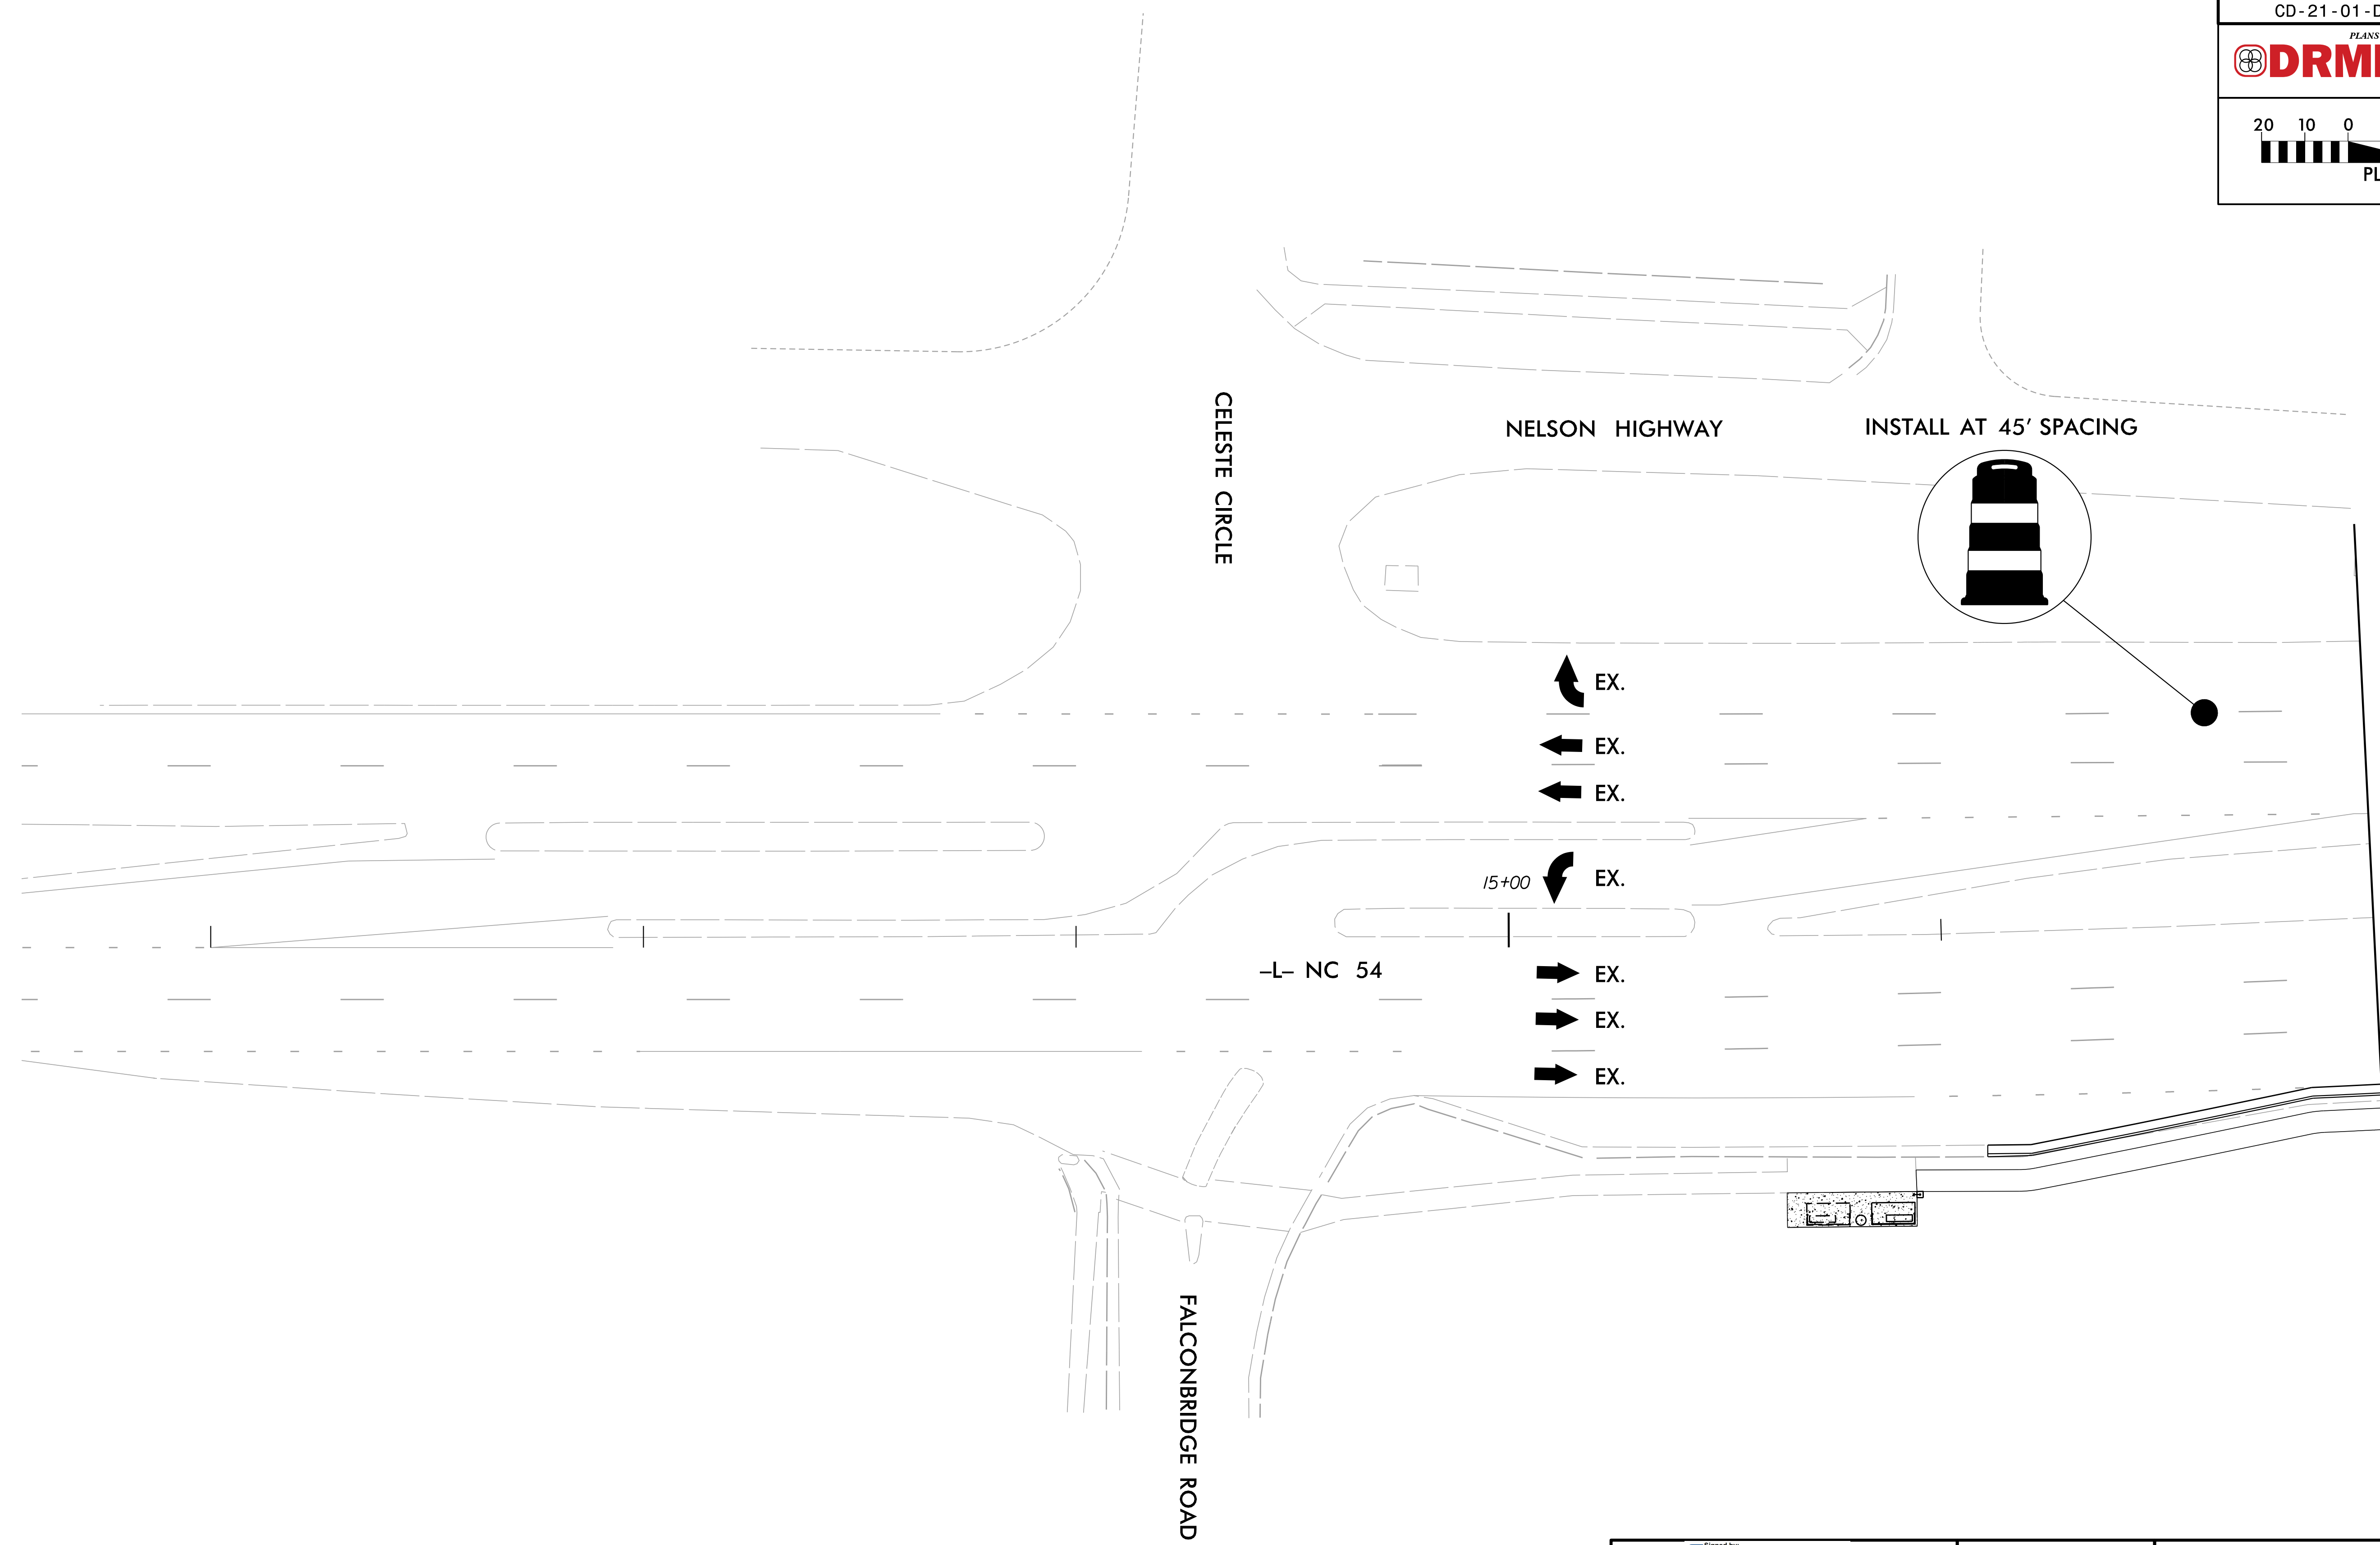 CD-21-01-D
PLANS
DRM
20 10 0
PL
CELESTE CIRCLE
NELSON HIGHWAY
INSTALL AT 45' SPACING
EX.
EX.
EX.
15+00
EX.
–L– NC 54
EX.
EX.
EX.
FALCONBRIDGE ROAD